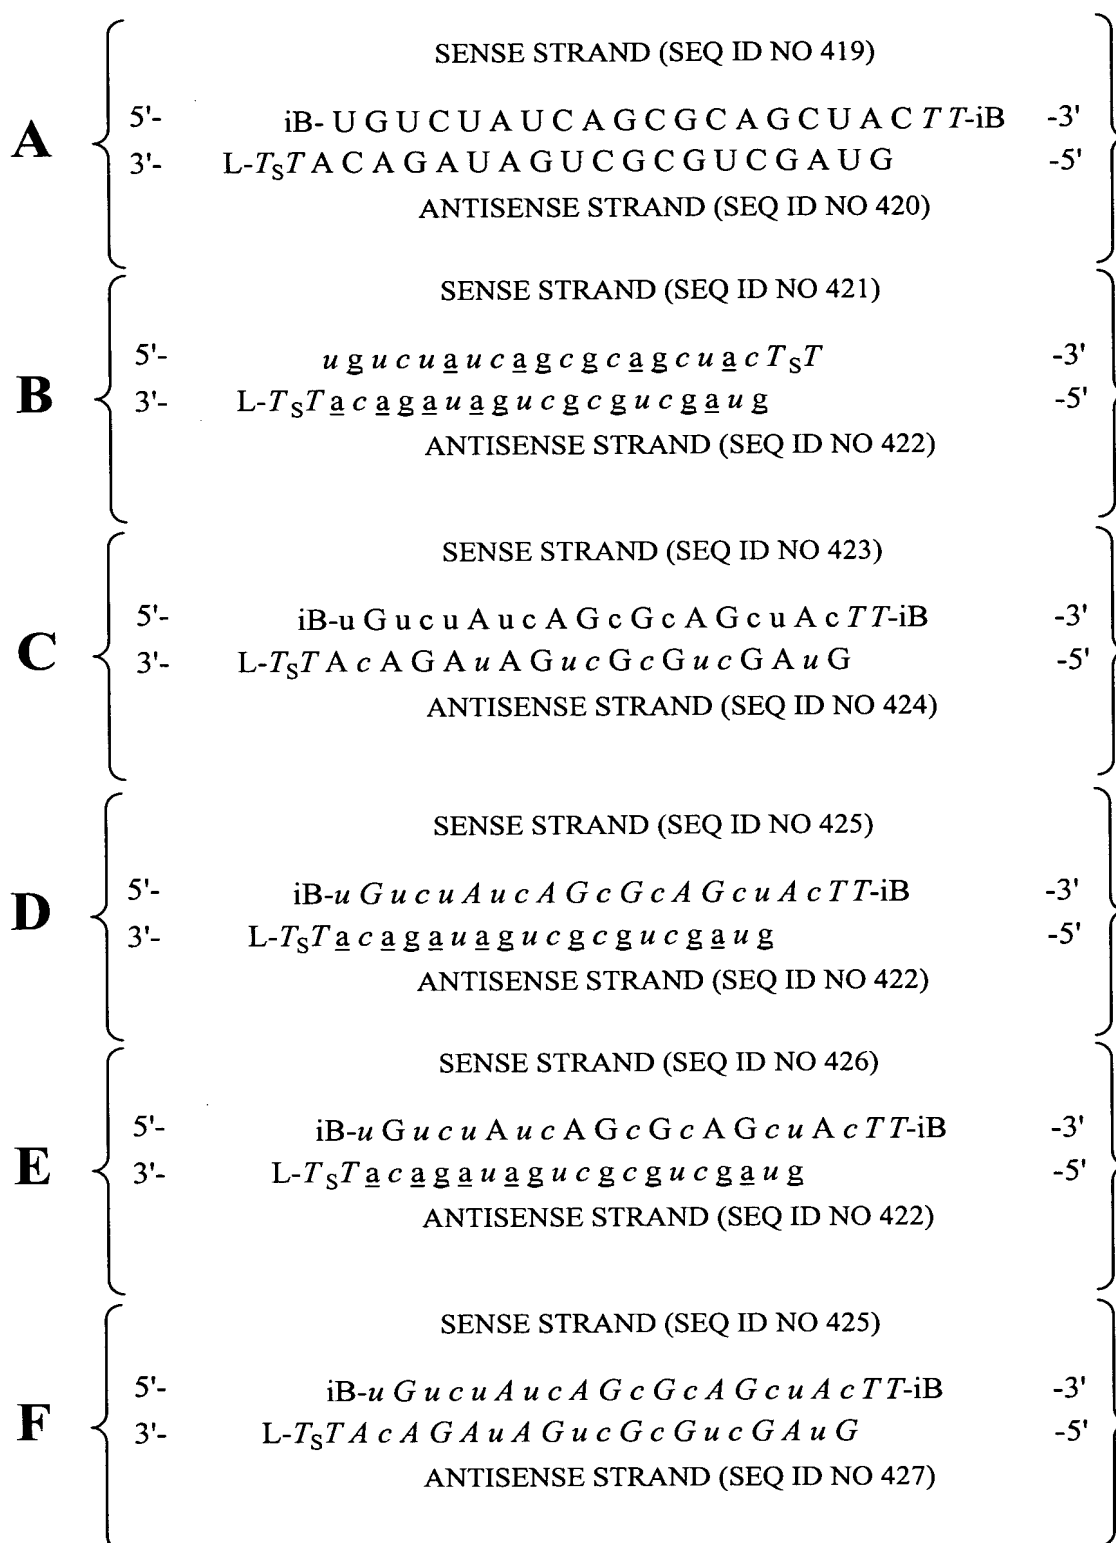 SENSE STRAND (SEQ ID NO 419)
A
5'- iB- U G U C U A U C A G C G C A G C U A C T T-iB -3'
3'- L-TsT A C A G A U A G U C G C G U C G A U G -5'
ANTISENSE STRAND (SEQ ID NO 420)
SENSE STRAND (SEQ ID NO 421)
B
5'- u g u c u a u c a g c g c a g c u a c TsT -3'
3'- L-TsT a c a g a u a g u c g c g u c g a u g -5'
ANTISENSE STRAND (SEQ ID NO 422)
SENSE STRAND (SEQ ID NO 423)
C
5'- iB-u G u c u A u c A G c G c A G c u A c T T-iB -3'
3'- L-TsT A c A G A u A G u c G c G u c G A u G -5'
ANTISENSE STRAND (SEQ ID NO 424)
SENSE STRAND (SEQ ID NO 425)
D
5'- iB-u G u c u A u c A G c G c A G c u A c T T-iB -3'
3'- L-TsT a c a g a u a g u c g c g u c g a u g -5'
ANTISENSE STRAND (SEQ ID NO 422)
SENSE STRAND (SEQ ID NO 426)
E
5'- iB-u G u c u A u c A G c G c A G c u A c T T-iB -3'
3'- L-TsT a c a g a u a g u c g c g u c g a u g -5'
ANTISENSE STRAND (SEQ ID NO 422)
SENSE STRAND (SEQ ID NO 425)
F
5'- iB-u G u c u A u c A G c G c A G c u A c T T-iB -3'
3'- L-TsT A c A G A u A G u c G c G u c G A u G -5'
ANTISENSE STRAND (SEQ ID NO 427)